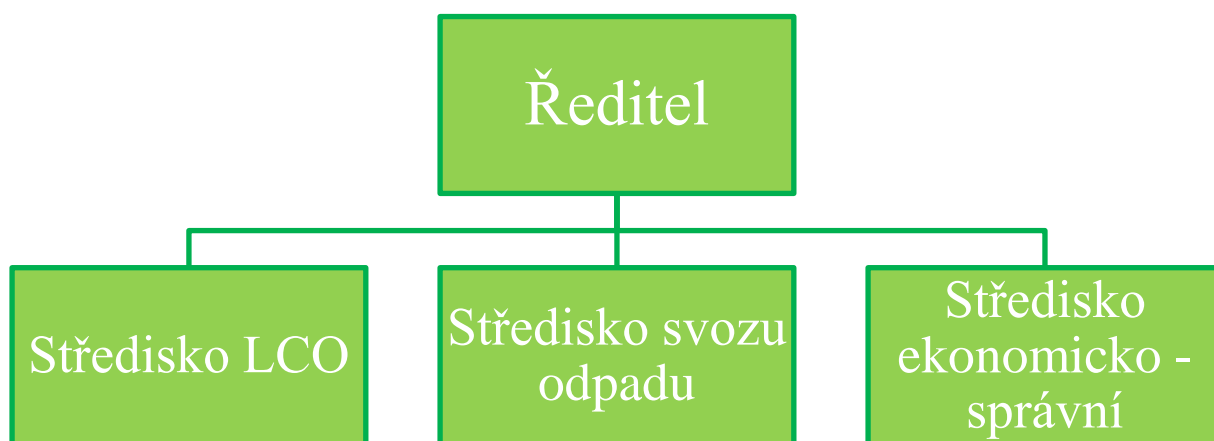 Ředitel
Středisko LCO
Středisko svozu
odpadu
Středisko
ekonomicko -
správní